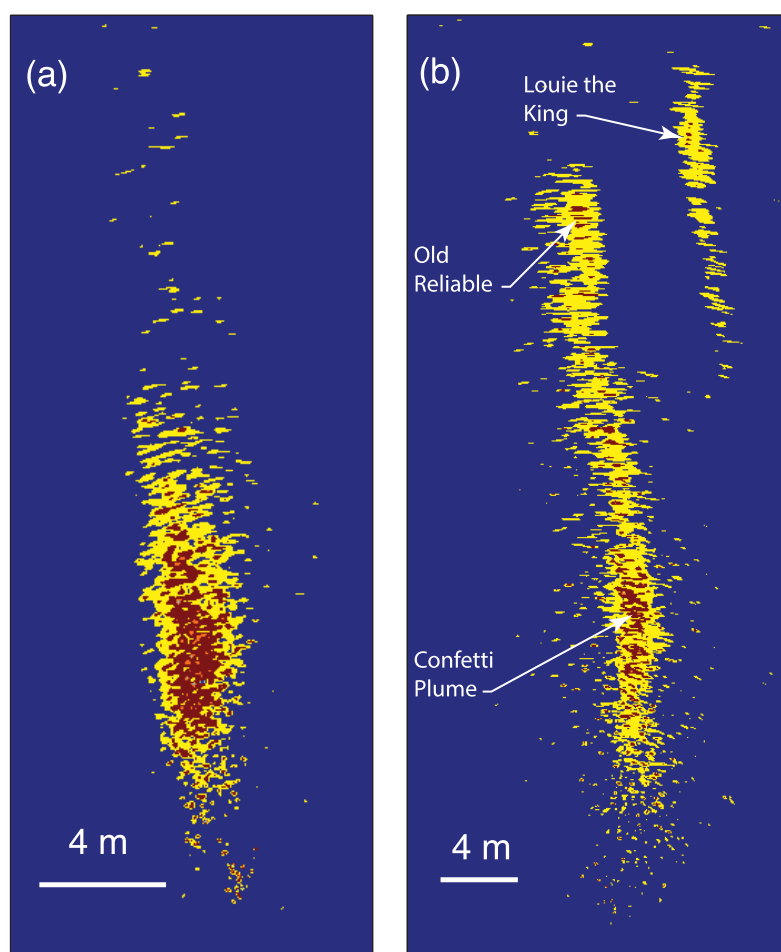 (a)
4 m
(b)
Louie the
King
Old
Reliable
Confetti
Plume
4 m